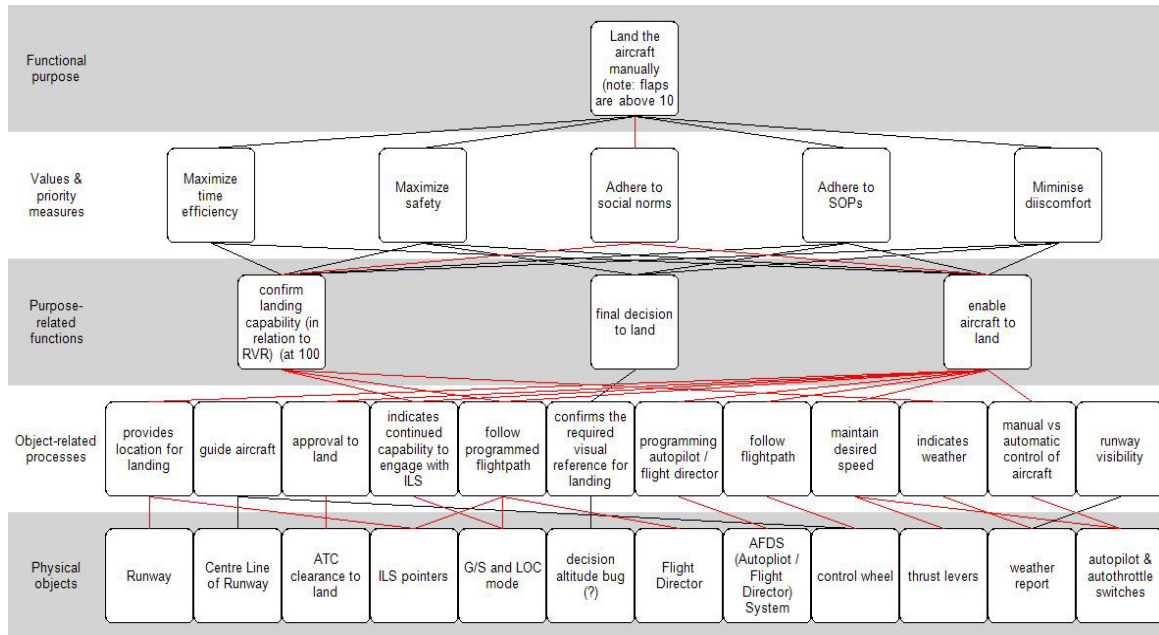 Functional
purpose
Land the
aircraft
manually
(note: flaps
are above 10
Values &
priority
measures
Maximize
time
efficiency
Maximize
safety
Adhere to
social norms
Adhere to
SOPs
Miminise
diiscomfort
Purpose-
related
functions
confirm
landing
capability (in
relation to
RVR) (at 100
final decision
to land
enable
aircraft to
land
Object-related
processes
provides
location for
landing
guide aircraft
approval to
land
indicates
continued
capability to
engage with
ILS
follow
programmed
flightpath
confirms the
required
visual
reference for
landing
programming
autopilot /
flight director
follow
flightpath
maintain
desired
speed
indicates
weather
manual vs
automatic
control of
aircraft
runway
visibility
Physical
objects
Runway
Centre Line
of Runway
ATC
clearance to
land
ILS pointers
G/S and LOC
mode
decision
altitude bug
(?)
Flight
Director
AFDS
(Autoplot /
Flight
Director)
System
control wheel
thrust levers
weather
report
autopilot &
autothrottle
switches